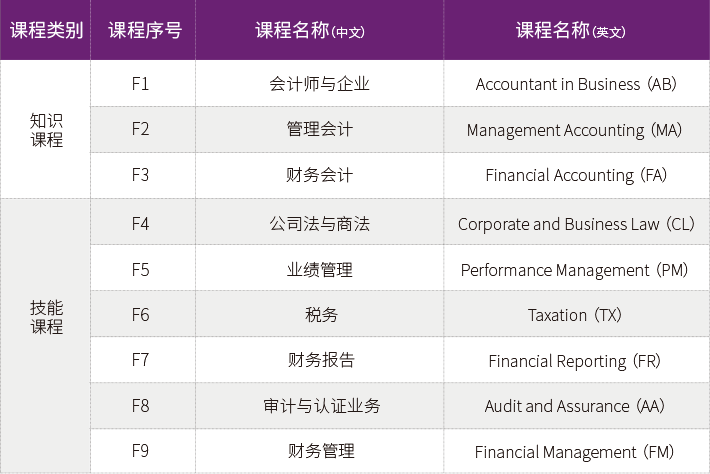 课程类别 课程序号 课程名称(中文) 课程名称(英文)
F1 会计师与企业 Accountant in Business (AB)
知识
课程
F2 管理会计 Management Accounting (MA)
F3 财务会计 Financial Accounting (FA)
F4 公司法与商法 Corporate and Business Law (CL)
F5 业绩管理 Performance Management (PM)
技能
课程
F6 税务 Taxation (TX)
F7 财务报告 Financial Reporting (FR)
F8 审计与认证业务 Audit and Assurance (AA)
F9 财务管理 Financial Management (FM)